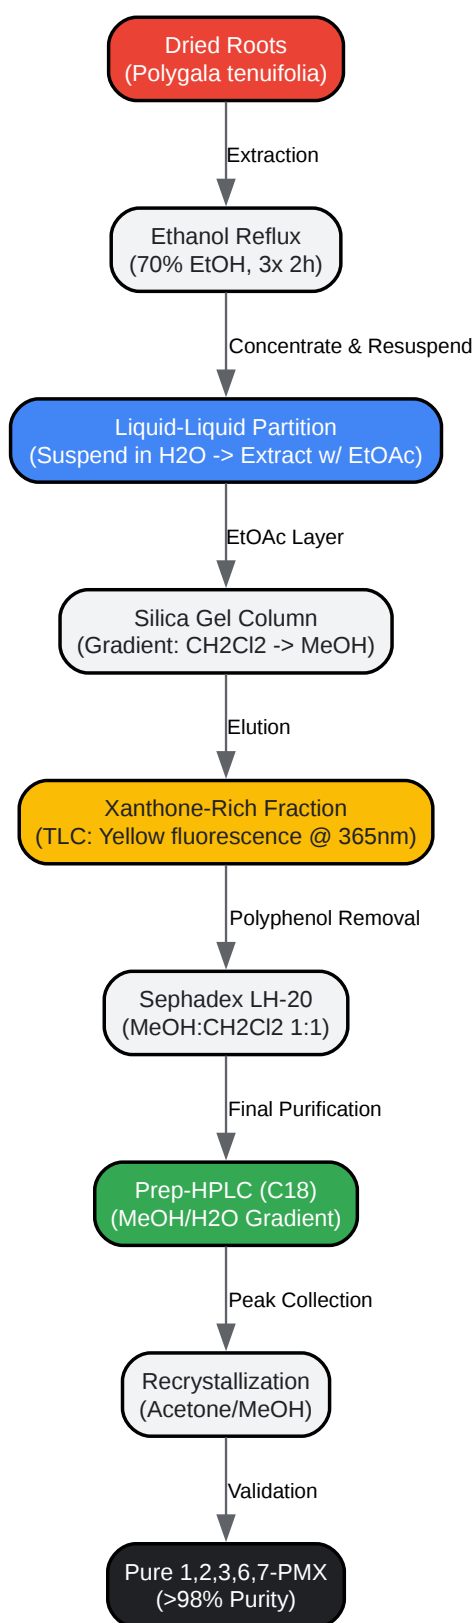 Dried Roots
(Polygala tenuifolia)
Extraction
Ethanol Reflux
(70% EtOH, 3x 2h)
Concentrate & Resuspend
Liquid-Liquid Partition
(Suspend in H2O -> Extract w/ EtOAc)
EtOAc Layer
Silica Gel Column
(Gradient: CH2Cl2 -> MeOH)
Elution
Xanthone-Rich Fraction
(TLC: Yellow fluorescence @ 365nm)
Polyphenol Removal
Sephadex LH-20
(MeOH:CH2Cl2 1:1)
Final Purification
Prep-HPLC (C18)
(MeOH/H2O Gradient)
Peak Collection
Recrystallization
(Acetone/MeOH)
Validation
Pure 1,2,3,6,7-PMX
(>98% Purity)